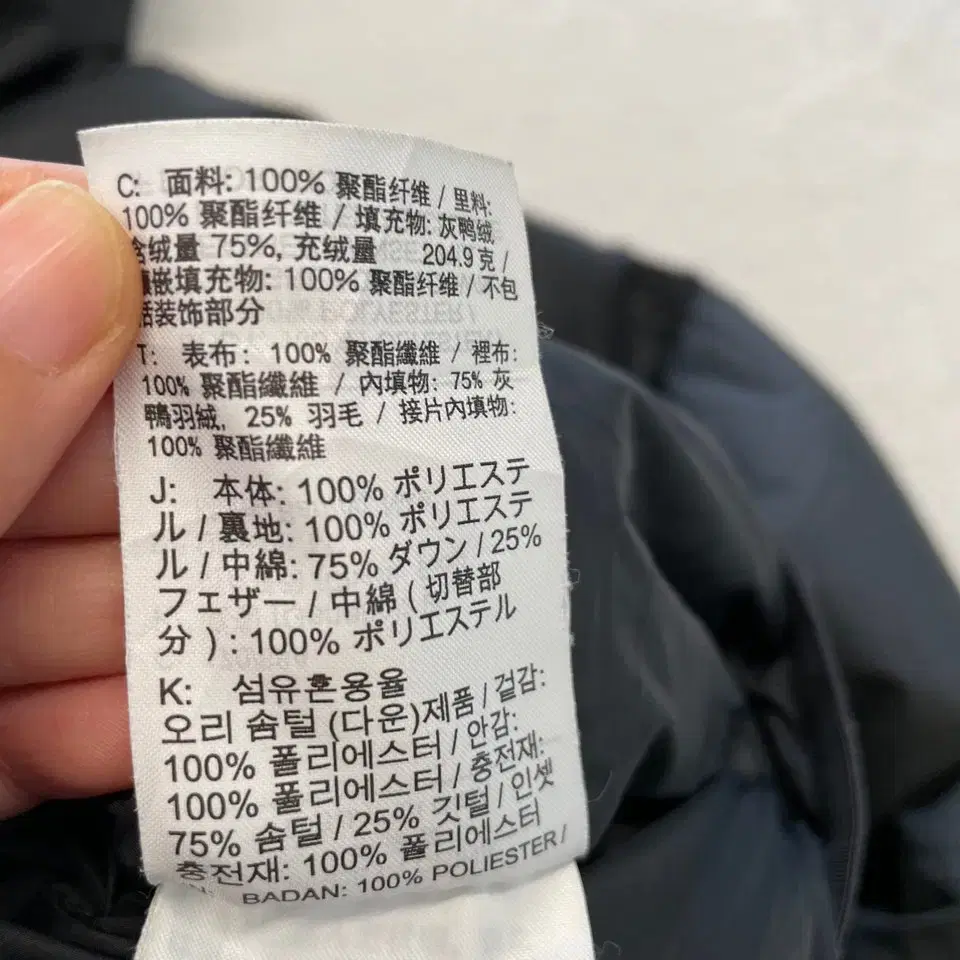 C: 面料: 100% 聚酯纤维 / 里料:
100% 聚酯纤维 / 填充物: 灰鸭绒
含绒量 75%, 充绒量 204.9 克 /
镶嵌填充物: 100% 聚酯纤维 / 不包
括装饰部分
T: 表布: 100% 聚酯纖維 / 裡布:
100% 聚酯纖維 / 內填物: 75% 灰
鴨羽絨, 25% 羽毛 / 接片內填物:
100% 聚酯纖維
J: 本体: 100% ポリエステ
ル / 裏地: 100% ポリエステ
ル / 中綿: 75% ダウン / 25%
フェザー / 中綿 ( 切替部
分 ) : 100% ポリエステル
K: 섬유혼용율
오리 솜털 (다운)제품 / 겉감:
100% 폴리에스터 / 안감:
100% 폴리에스터 / 충전재:
75% 솜털 / 25% 깃털 / 인셋
충전재: 100% 폴리에스터
BADAN: 100% POLIESTER /